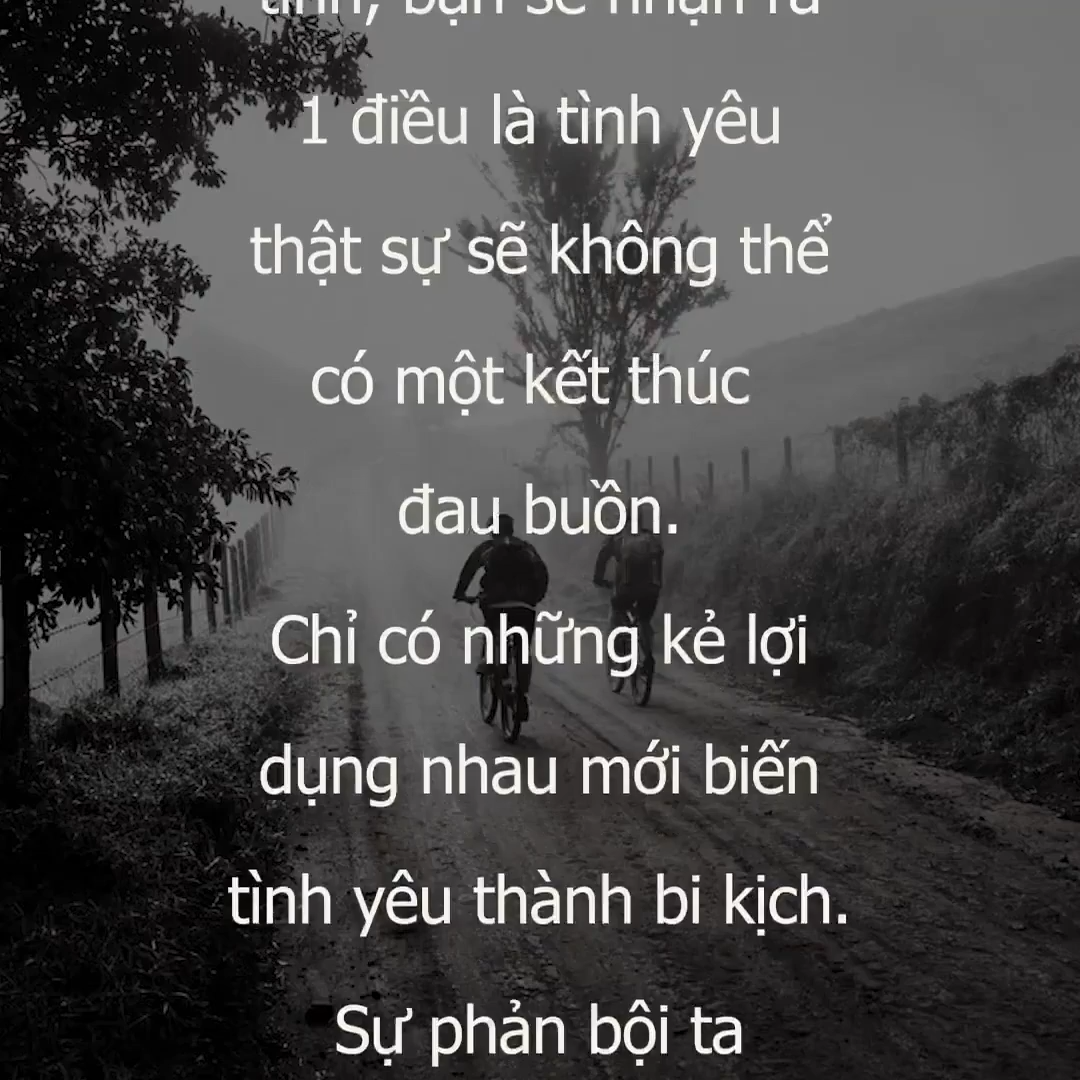 tỉnh, bạn sẽ nhận ra
1 điều là tình yêu
thật sự sẽ không thể
có một kết thúc
đau buồn.
Chỉ có những kẻ lợi
dụng nhau mới biến
tình yêu thành bi kịch.
Sự phản bội ta